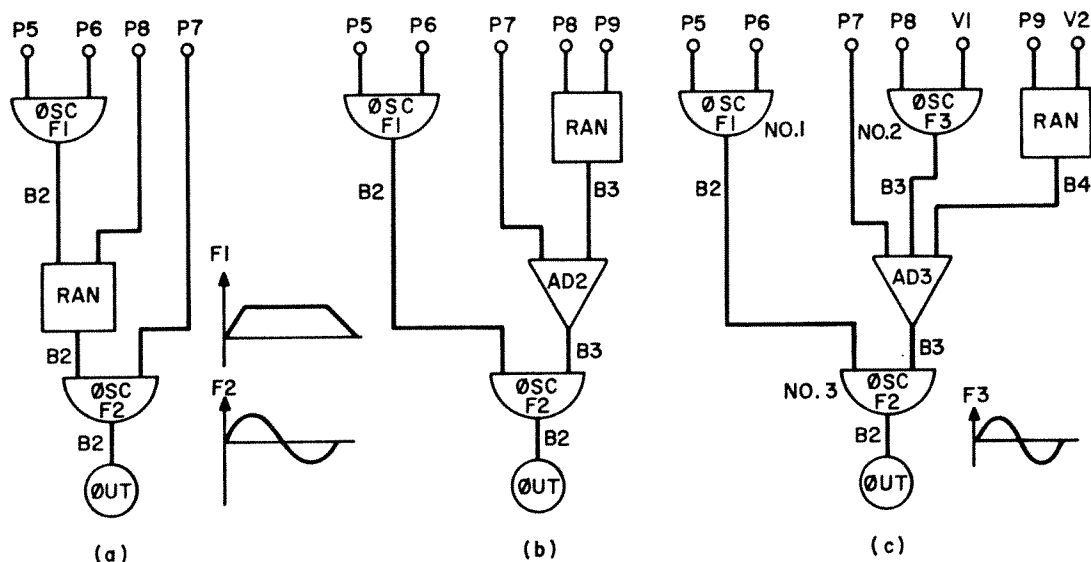 P5 P6 P8 P7
ØSC
F1
B2
RAN
B2
ØSC
F2
B2
ØUT
(a)
F1
F2
P5 P6 P7 P8 P9
ØSC
F1
RAN
B2
B3
AD2
B3
ØSC
F2
B2
ØUT
(b)
P5 P6 P7 P8 V1 P9 V2
ØSC
F1
NO.1
NO.2
ØSC
F3
RAN
B2
B3
B4
AD3
B3
NO.3
ØSC
F2
B2
ØUT
F3
(c)